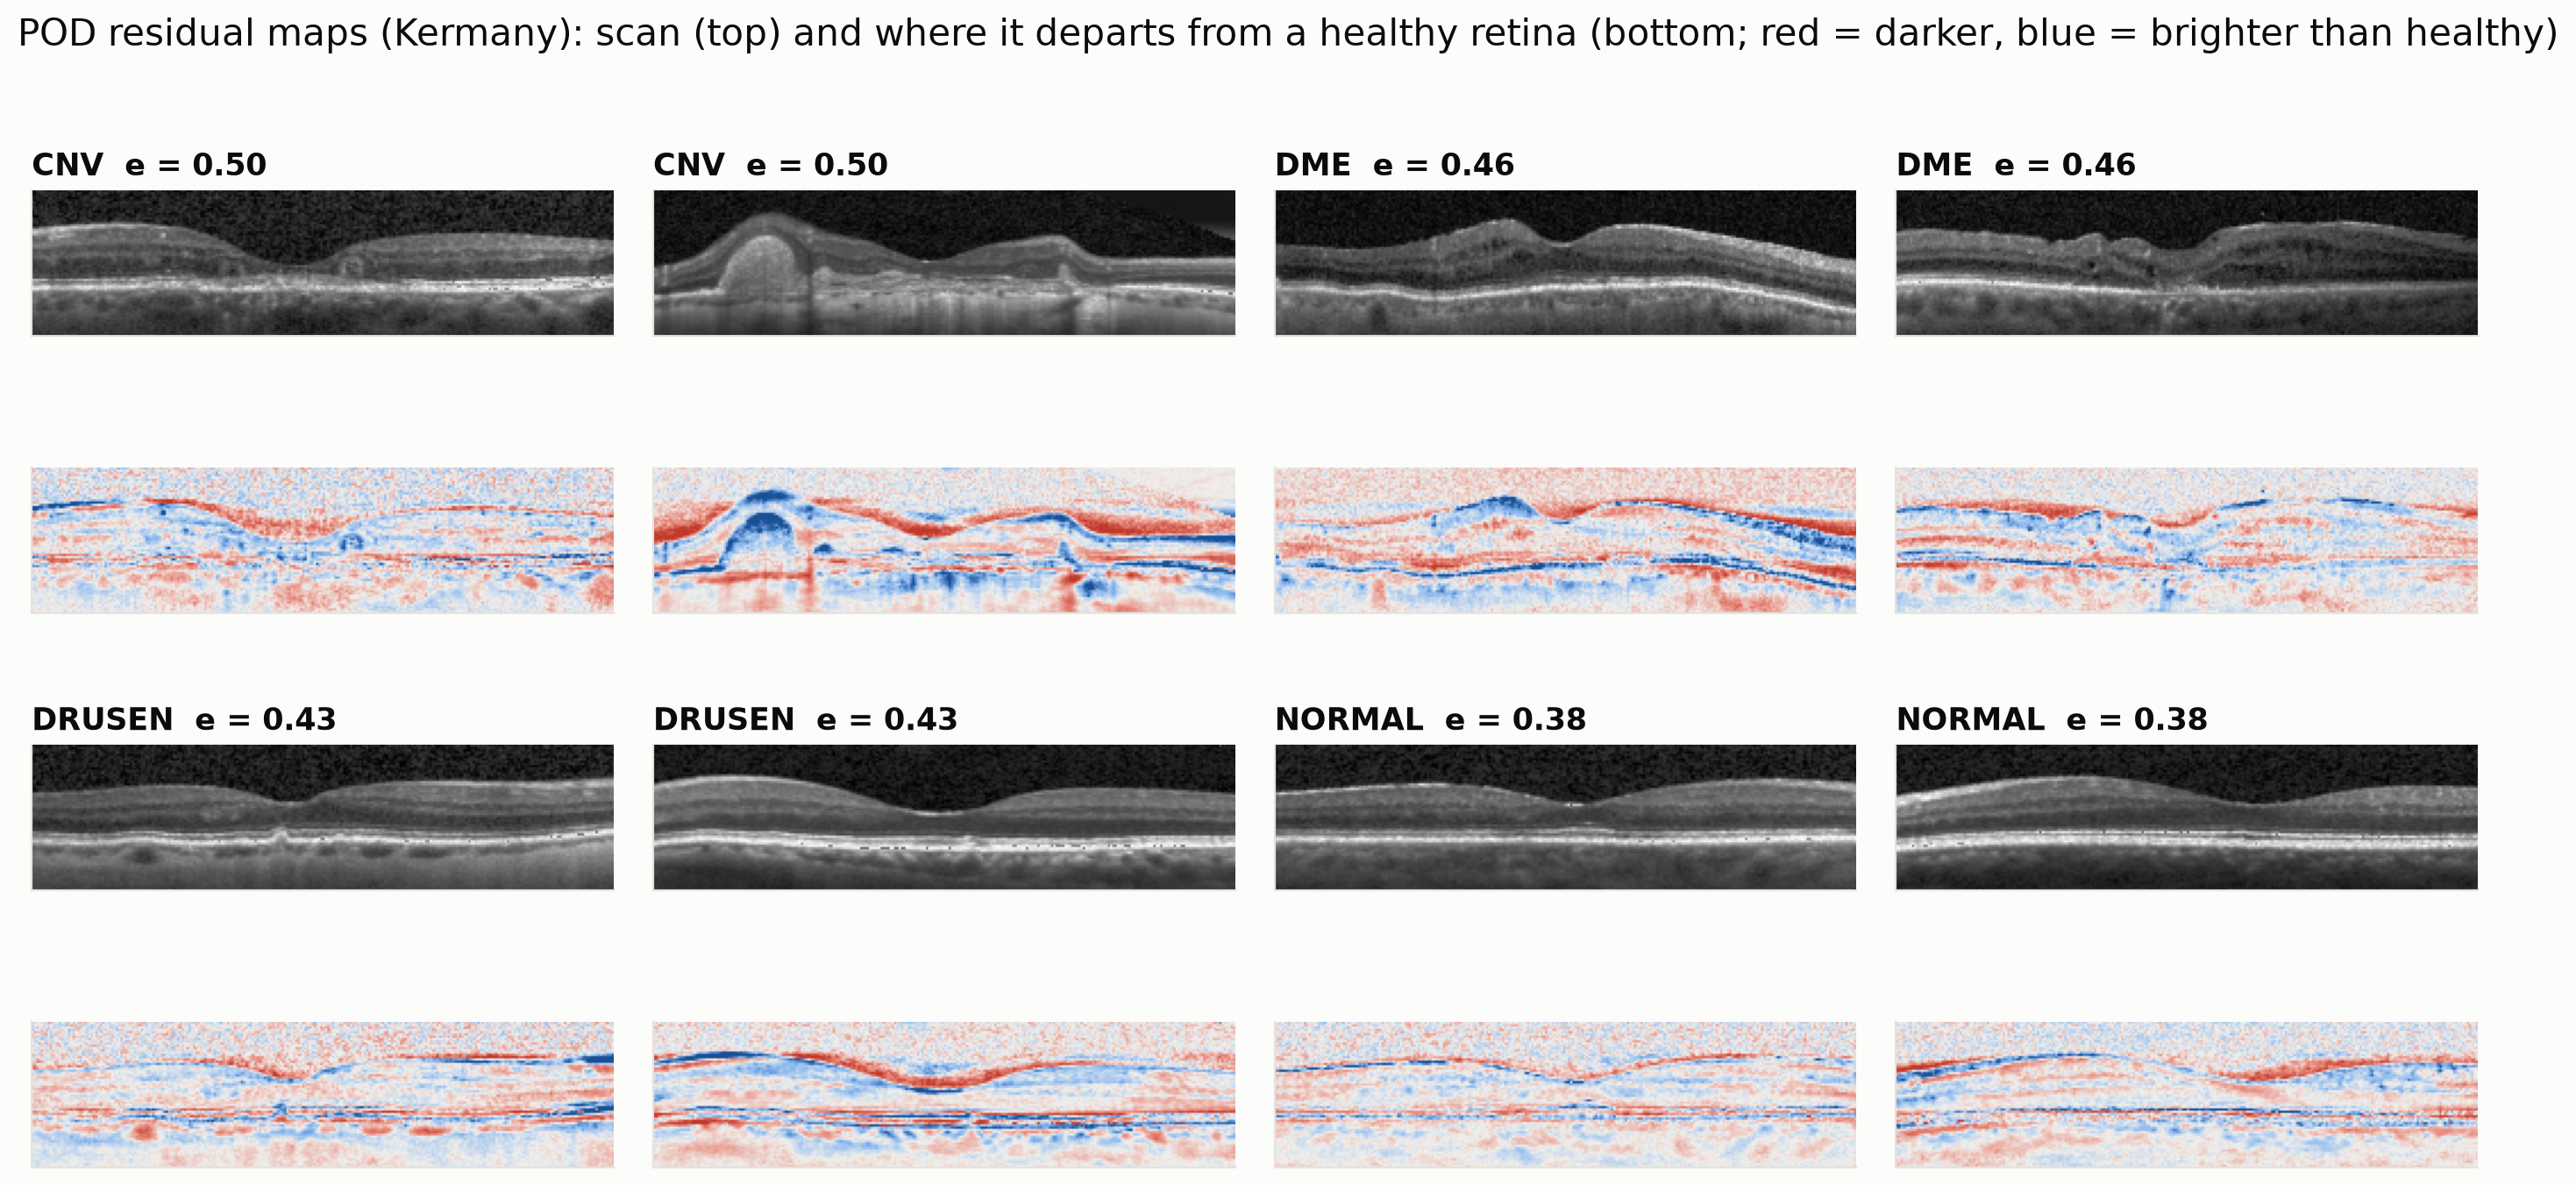 POD residual maps (Kermany): scan (top) and where it departs from a healthy retina (bottom; red = darker, blue = brighter than healthy)
CNV e = 0.50
CNV e = 0.50
DME e = 0.46
DME e = 0.46
DRUSEN e = 0.43
DRUSEN e = 0.43
NORMAL e = 0.38
NORMAL e = 0.38